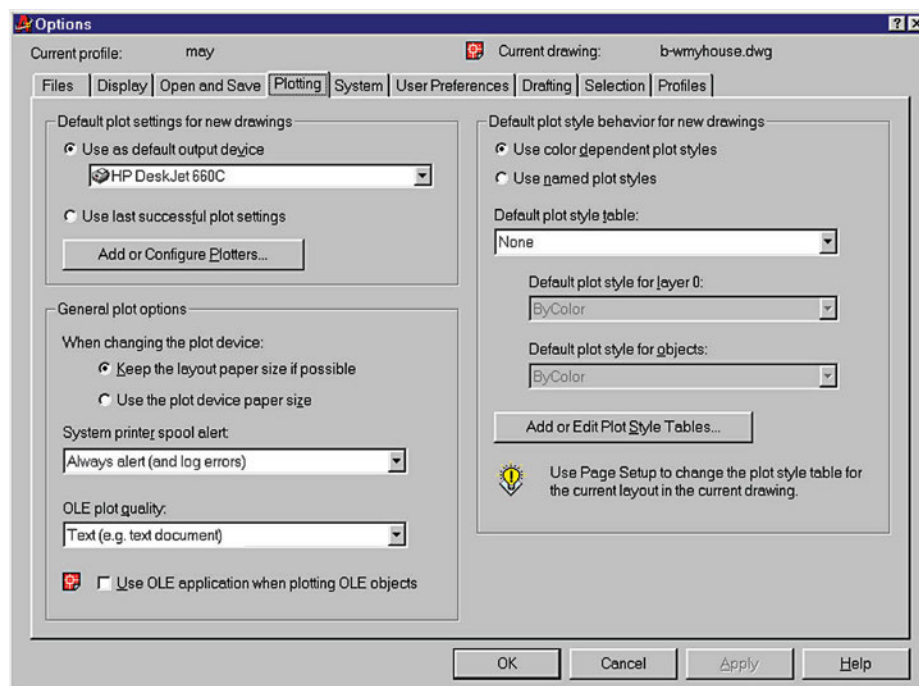 Options
Current profile: may Current drawing: b-wmyhouse.dwg
Files Display Open and Save Plotting System User Preferences Drafting Selection Profiles
Default plot settings for new drawings
Use as default output device
HP DeskJet 660C
Use last successful plot settings
Add or Configure Plotters...
General plot options
When changing the plot device:
Keep the layout paper size if possible
Use the plot device paper size
System printer spool alert:
Always alert (and log errors)
OLE plot quality:
Text (e.g. text document)
Use OLE application when plotting OLE objects
Default plot style behavior for new drawings
Use color dependent plot styles
Use named plot styles
Default plot style table:
None
Default plot style for layer 0:
ByColor
Default plot style for objects:
ByColor
Add or Edit Plot Style Tables...
Use Page Setup to change the plot style table for
the current layout in the current drawing.
OK Cancel Apply Help